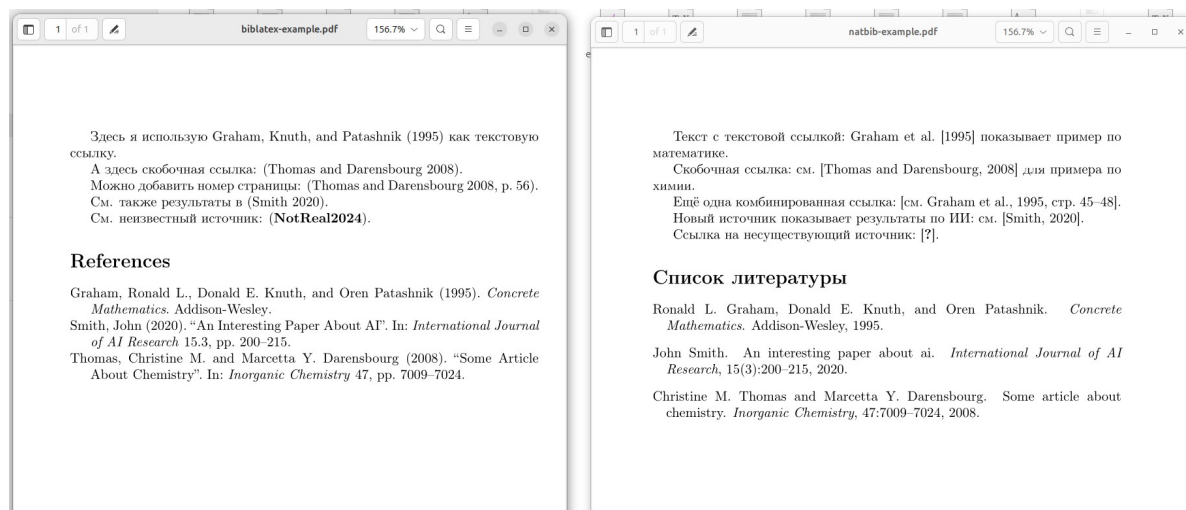 1 of 1
biblatex-example.pdf
156.7%
Здесь я использую Graham, Knuth, and Patashnik (1995) как текстовую
ссылку.
А здесь скобочная ссылка: (Thomas and Darensbourg 2008).
Можно добавить номер страницы: (Thomas and Darensbourg 2008, p. 56).
См. также результаты в (Smith 2020).
См. неизвестный источник: (NotReal2024).
References
Graham, Ronald L., Donald E. Knuth, and Oren Patashnik (1995). Concrete
Mathematics. Addison-Wesley.
Smith, John (2020). “An Interesting Paper About AI”. In: International Journal
of AI Research 15.3, pp. 200–215.
Thomas, Christine M. and Marcetta Y. Darensbourg (2008). “Some Article
About Chemistry”. In: Inorganic Chemistry 47, pp. 7009–7024.
1 of 1
natbib-example.pdf
156.7%
Текст с текстовой ссылкой: Graham et al. [1995] показывает пример по
математике.
Скобочная ссылка: см. [Thomas and Darensbourg, 2008] для примера по
химии.
Ещё одна комбинированная ссылка: [см. Graham et al., 1995, стр. 45–48].
Новый источник показывает результаты по ИИ: см. [Smith, 2020].
Ссылка на несуществующий источник: [?].
Список литературы
Ronald L. Graham, Donald E. Knuth, and Oren Patashnik. Concrete
Mathematics. Addison-Wesley, 1995.
John Smith. An interesting paper about ai. International Journal of AI
Research, 15(3):200–215, 2020.
Christine M. Thomas and Marcetta Y. Darensbourg. Some article about
chemistry. Inorganic Chemistry, 47:7009–7024, 2008.